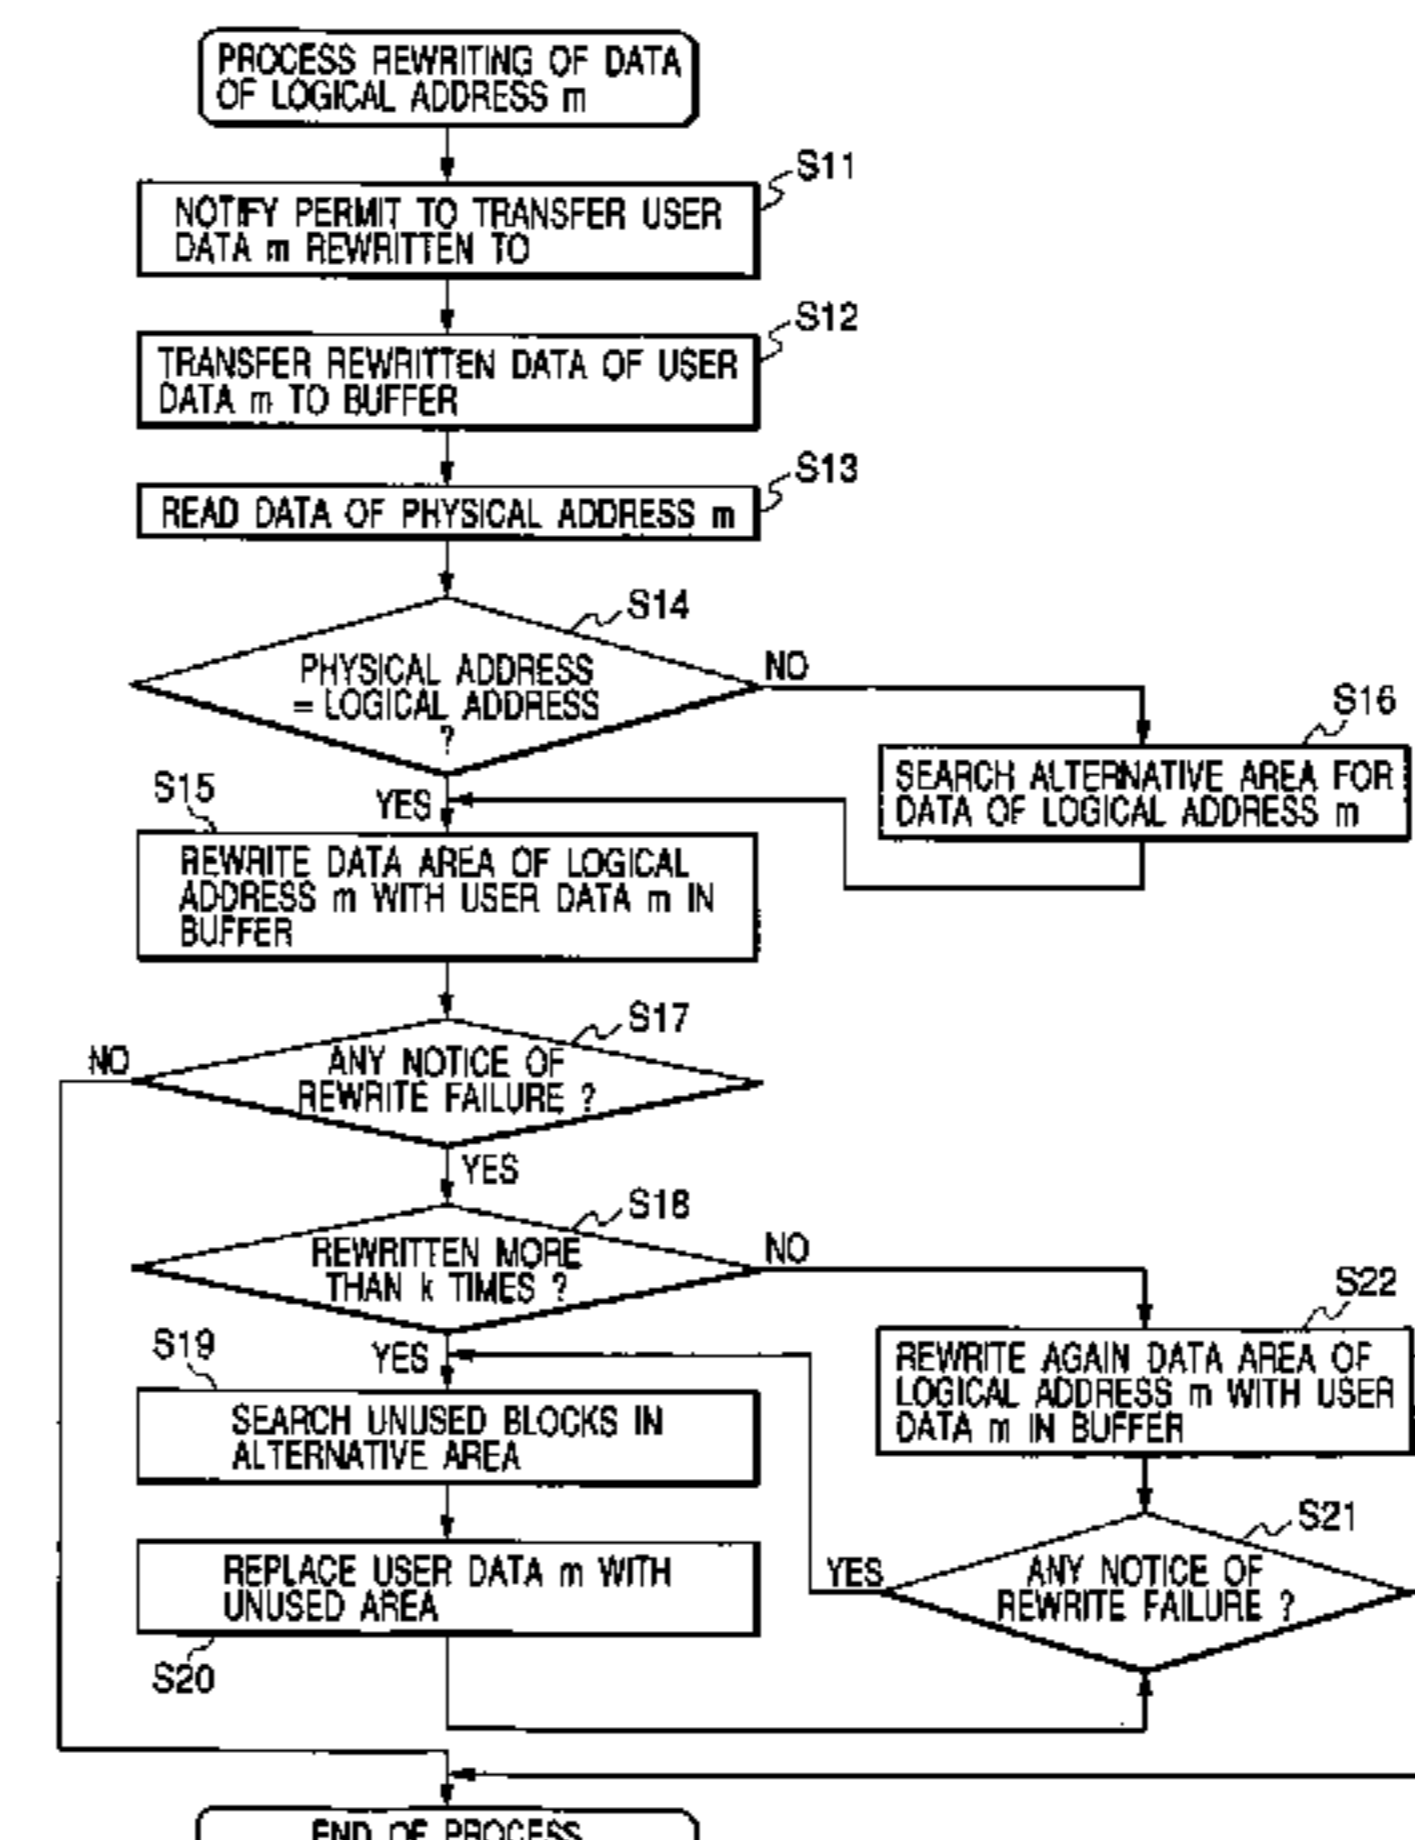 PROCESS REWRITING OF DATA
OF LOGICAL ADDRESS m
S11
NOTIFY PERMIT TO TRANSFER USER
DATA m REWRITTEN TO
S12
TRANSFER REWRITTEN DATA OF USER
DATA m TO BUFFER
S13
READ DATA OF PHYSICAL ADDRESS m
S14
PHYSICAL ADDRESS
= LOGICAL ADDRESS
?
NO
S16
SEARCH ALTERNATIVE AREA FOR
DATA OF LOGICAL ADDRESS m
YES
S15
REWRITE DATA AREA OF LOGICAL
ADDRESS m WITH USER DATA m IN
BUFFER
S17
NO
ANY NOTICE OF
REWRITE FAILURE ?
YES
S18
REWRITTEN MORE
THAN k TIMES ?
NO
S22
REWRITE AGAIN DATA AREA OF
LOGICAL ADDRESS m WITH USER
DATA m IN BUFFER
YES
S19
SEARCH UNUSED BLOCKS IN
ALTERNATIVE AREA
S21
ANY NOTICE OF
REWRITE FAILURE ?
YES
REPLACE USER DATA m WITH
UNUSED AREA
S20
END OF PROCESS